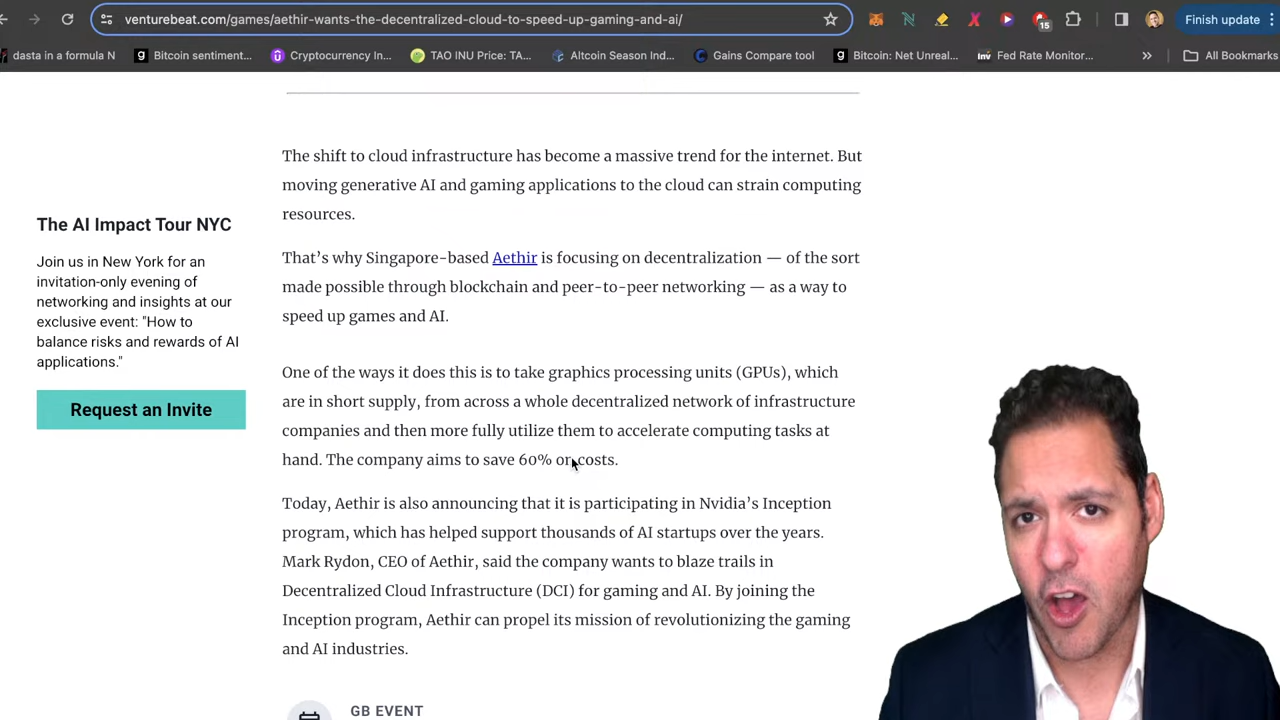 venturebeat.com/games/aethir-wants-the-decentralized-cloud-to-speed-up-gaming-and-ai/
15
Finish update
dasta in a formula N
Bitcoin sentiment...
Cryptocurrency In...
TAO INU Price: TA...
Altcoin Season Ind...
Gains Compare tool
Bitcoin: Net Unreal...
Fed Rate Monitor...
All Bookmarks
The shift to cloud infrastructure has become a massive trend for the internet. But
moving generative AI and gaming applications to the cloud can strain computing
resources.
The AI Impact Tour NYC
Join us in New York for an
invitation-only evening of
networking and insights at our
exclusive event: "How to
balance risks and rewards of AI
applications."
Request an Invite
That’s why Singapore-based Aethir is focusing on decentralization — of the sort
made possible through blockchain and peer-to-peer networking — as a way to
speed up games and AI.
One of the ways it does this is to take graphics processing units (GPUs), which
are in short supply, from across a whole decentralized network of infrastructure
companies and then more fully utilize them to accelerate computing tasks at
hand. The company aims to save 60% or costs.
Today, Aethir is also announcing that it is participating in Nvidia’s Inception
program, which has helped support thousands of AI startups over the years.
Mark Rydon, CEO of Aethir, said the company wants to blaze trails in
Decentralized Cloud Infrastructure (DCI) for gaming and AI. By joining the
Inception program, Aethir can propel its mission of revolutionizing the gaming
and AI industries.
GB EVENT